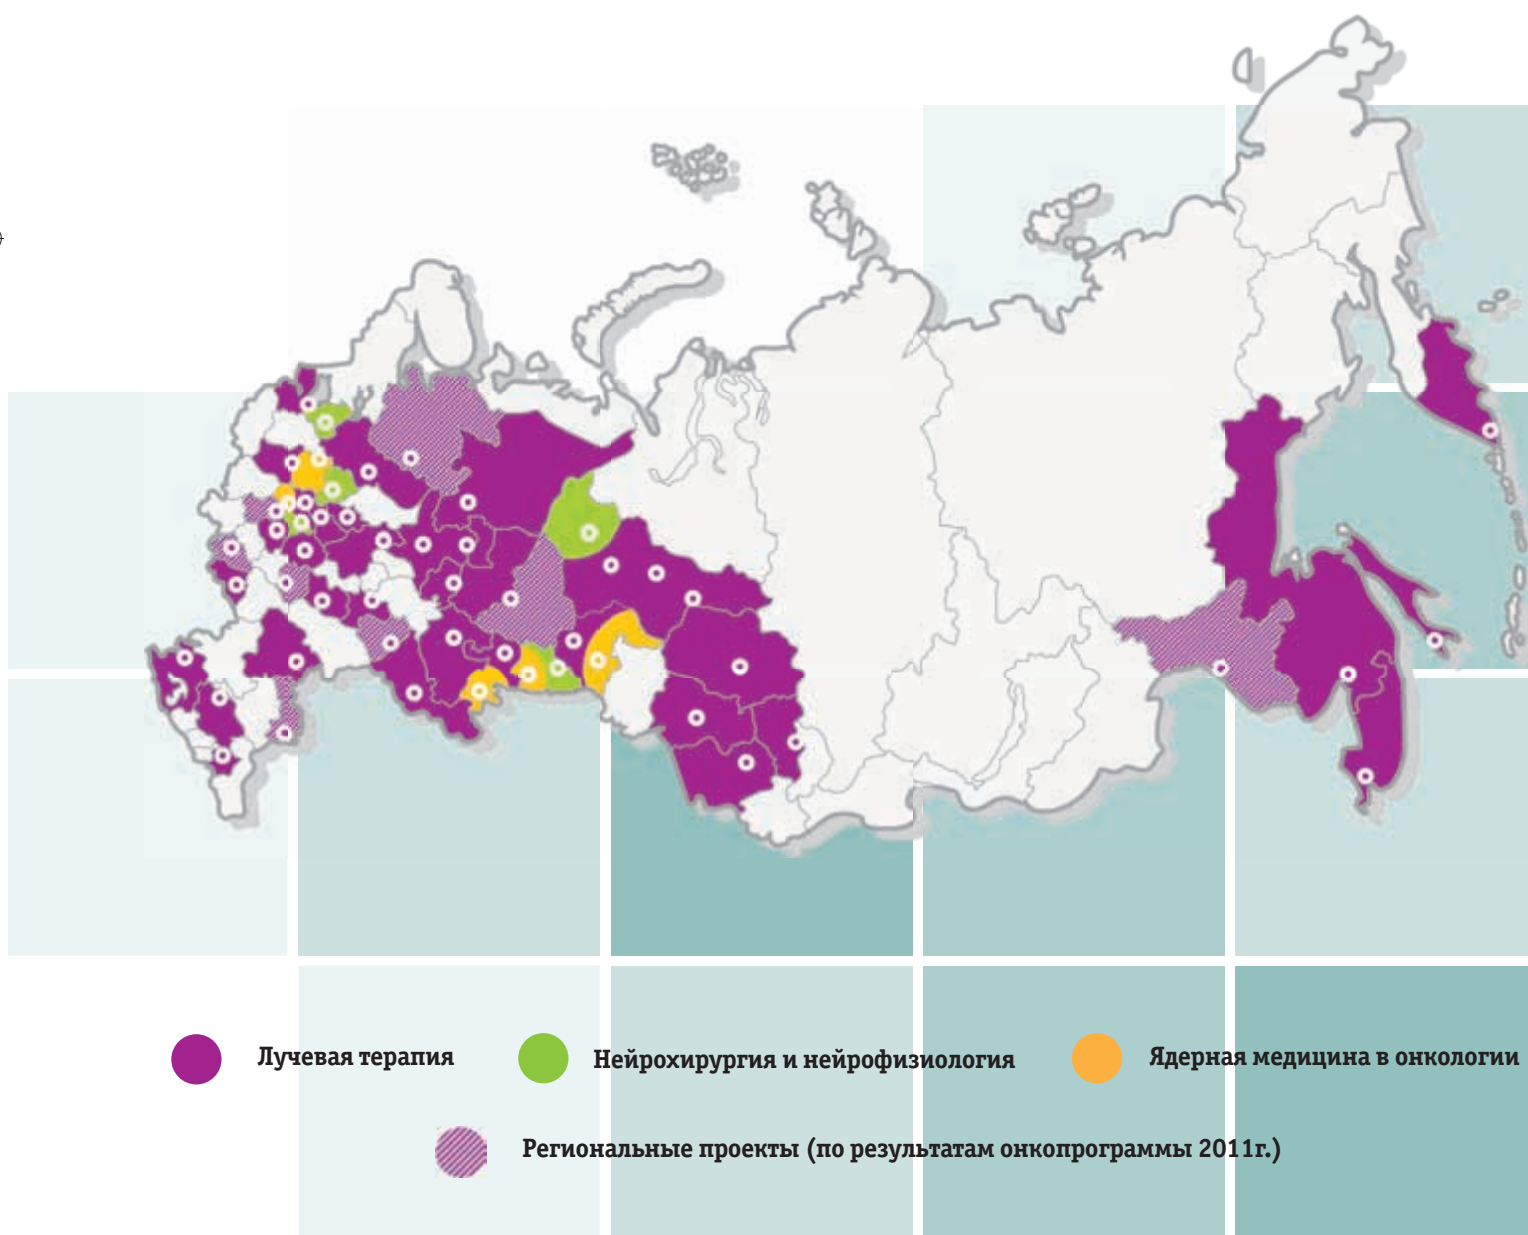 Лучевая терапия
Нейрохирургия и нейрофизиология
Ядерная медицина в онкологии
Региональные проекты (по результатам онкопрограммы 2011г.)